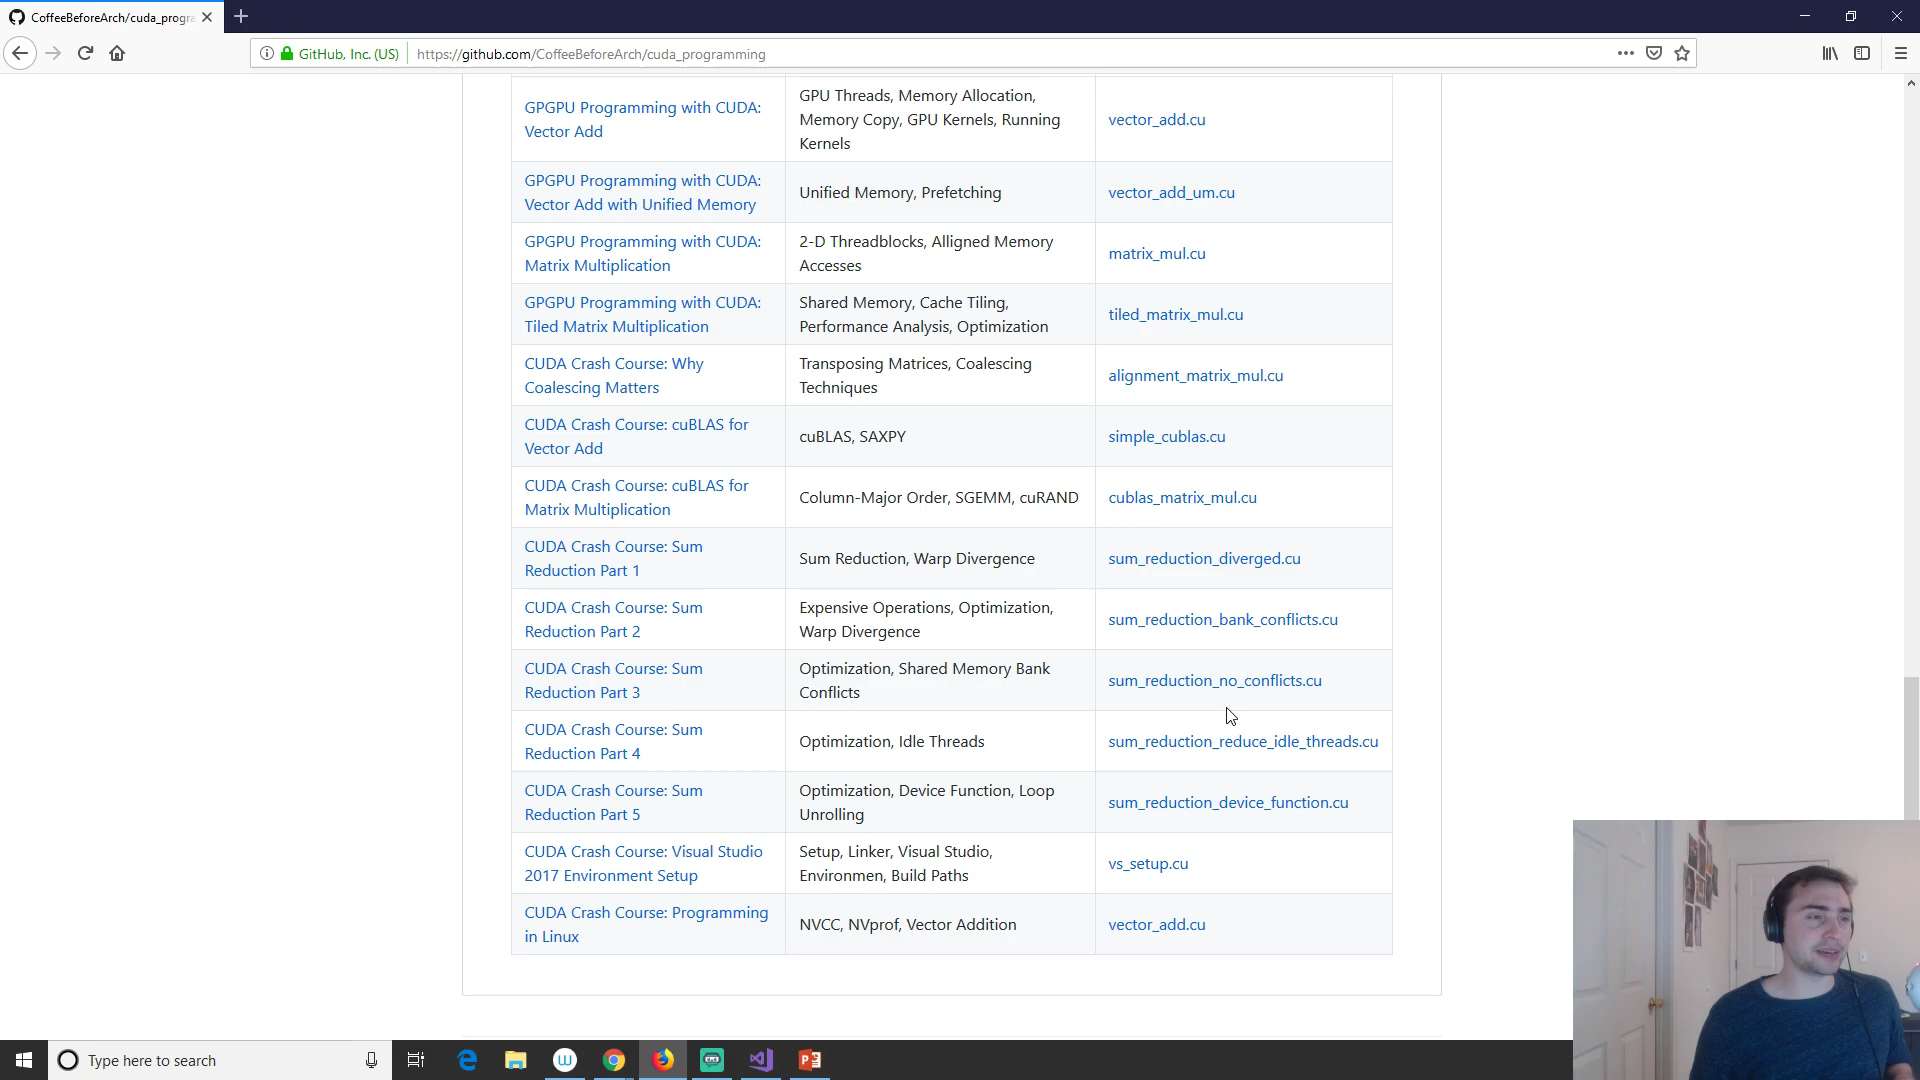 CoffeeBeforeArch/cuda_progra
GitHub, Inc. (US)
https://github.com/CoffeeBeforeArch/cuda_programming
GPGPU Programming with CUDA:
Vector Add
GPU Threads, Memory Allocation,
Memory Copy, GPU Kernels, Running
Kernels
vector_add.cu
GPGPU Programming with CUDA:
Vector Add with Unified Memory
Unified Memory, Prefetching
vector_add_um.cu
GPGPU Programming with CUDA:
Matrix Multiplication
2-D Threadblocks, Alligned Memory
Accesses
matrix_mul.cu
GPGPU Programming with CUDA:
Tiled Matrix Multiplication
Shared Memory, Cache Tiling,
Performance Analysis, Optimization
tiled_matrix_mul.cu
CUDA Crash Course: Why
Coalescing Matters
Transposing Matrices, Coalescing
Techniques
alignment_matrix_mul.cu
CUDA Crash Course: cuBLAS for
Vector Add
cuBLAS, SAXPY
simple_cublas.cu
CUDA Crash Course: cuBLAS for
Matrix Multiplication
Column-Major Order, SGEMM, cuRAND
cublas_matrix_mul.cu
CUDA Crash Course: Sum
Reduction Part 1
Sum Reduction, Warp Divergence
sum_reduction_diverged.cu
CUDA Crash Course: Sum
Reduction Part 2
Expensive Operations, Optimization,
Warp Divergence
sum_reduction_bank_conflicts.cu
CUDA Crash Course: Sum
Reduction Part 3
Optimization, Shared Memory Bank
Conflicts
sum_reduction_no_conflicts.cu
CUDA Crash Course: Sum
Reduction Part 4
Optimization, Idle Threads
sum_reduction_reduce_idle_threads.cu
CUDA Crash Course: Sum
Reduction Part 5
Optimization, Device Function, Loop
Unrolling
sum_reduction_device_function.cu
CUDA Crash Course: Visual Studio
2017 Environment Setup
Setup, Linker, Visual Studio,
Environmen, Build Paths
vs_setup.cu
CUDA Crash Course: Programming
in Linux
NVCC, NVprof, Vector Addition
vector_add.cu
Type here to search